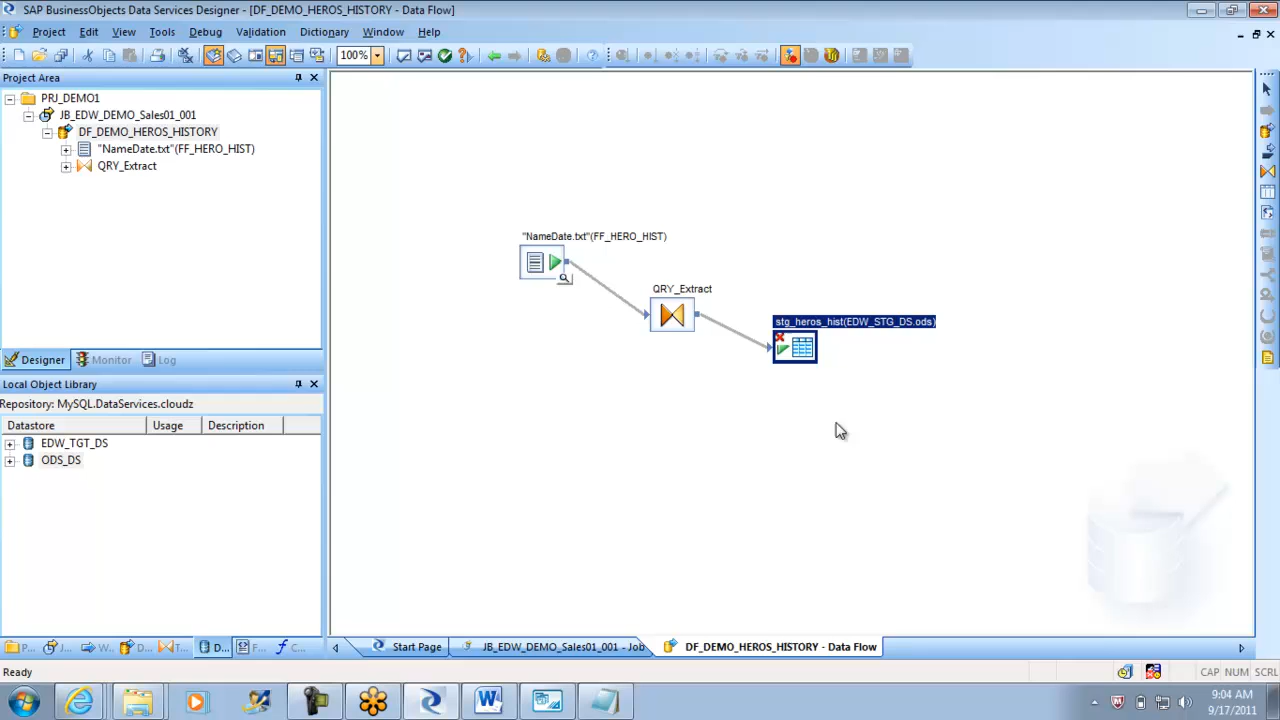 SAP BusinessObjects Data Services Designer - [DF_DEMO_HEROS_HISTORY - Data Flow]
Project Edit View Tools Debug Validation Dictionary Window Help
100%
Project Area
PRJ_DEMO1
JB_EDW_DEMO_Sales01_001
DF_DEMO_HEROS_HISTORY
"NameDate.txt"(FF_HERO_HIST)
QRY_Extract
"NameDate.txt"(FF_HERO_HIST)
QRY_Extract
stg_heros_hist(EDW_STG_DS.ods)
Designer Monitor Log
Local Object Library
Repository: MySQL.DataServices.cloudz
Datastore Usage Description
EDW_TGT_DS
ODS_DS
P... J... W... D... T... D... F... C...
Start Page JB_EDW_DEMO_Sales01_001 - Job DF_DEMO_HEROS_HISTORY - Data Flow
Ready
CAP NUM SCRL
9:04 AM
9/17/2011